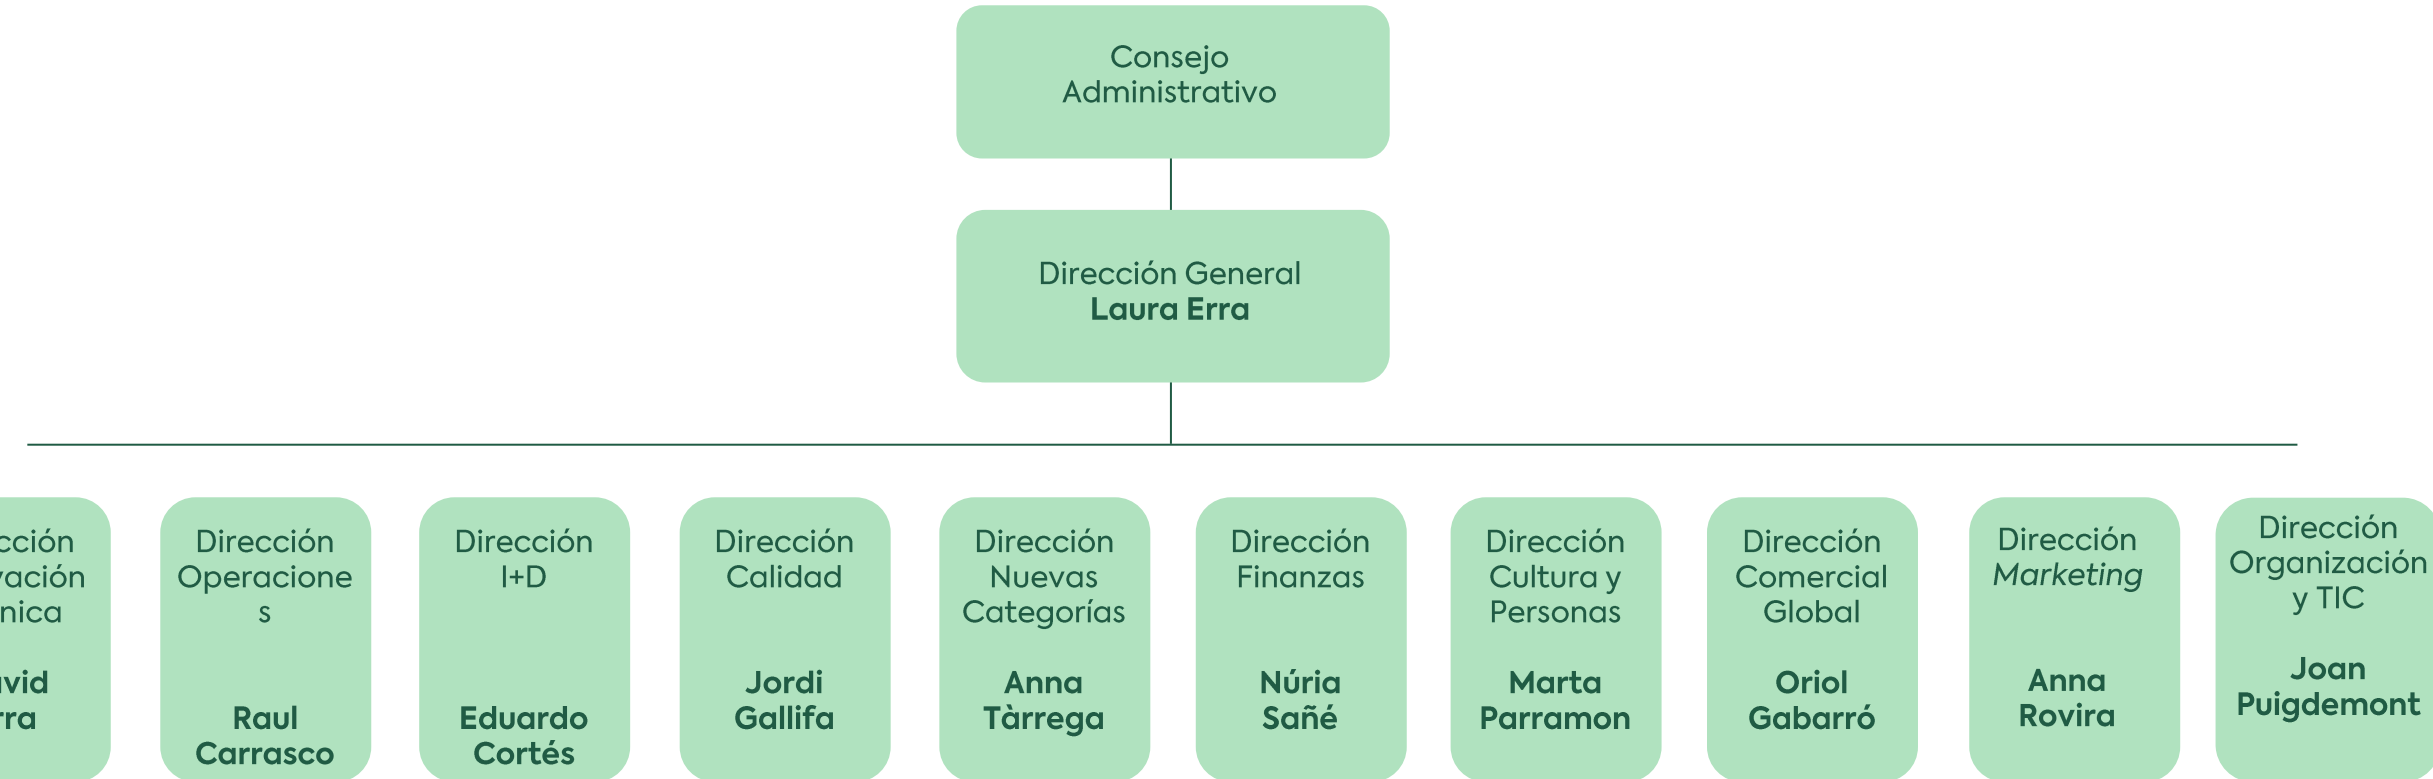 Consejo
Administrativo
Dirección General
Laura Erra
Dirección
Operacione
s
Raul
Carrasco
Dirección
I+D
Eduardo
Cortés
Dirección
Calidad
Jordi
Gallifa
Dirección
Nuevas
Categorías
Anna
Tàrrega
Dirección
Finanzas
Núria
Sañé
Dirección
Cultura y
Personas
Marta
Parramon
Dirección
Comercial
Global
Oriol
Gabarró
Dirección
Marketing
Anna
Rovira
Dirección
Organización
y TIC
Joan
Puigdemont